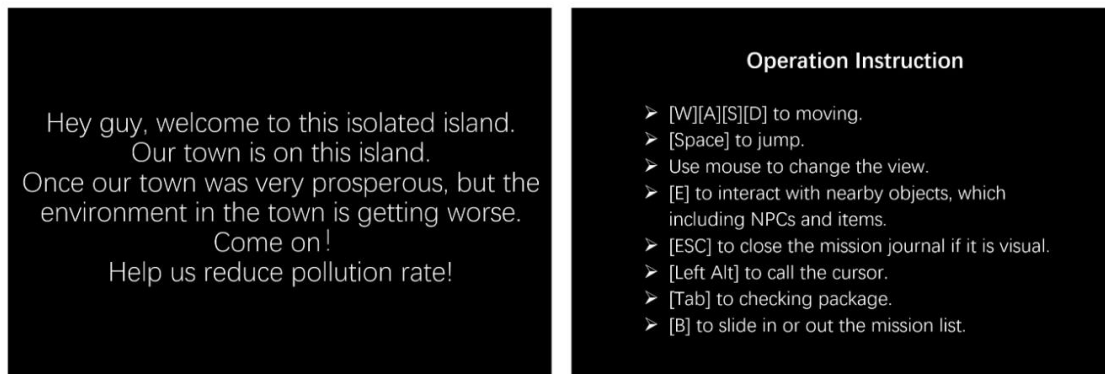 Hey guy, welcome to this isolated island.
Our town is on this island.
Once our town was very prosperous, but the
environment in the town is getting worse.
Come on!
Help us reduce pollution rate!
Operation Instruction
➢ [W][A][S][D] to moving.
➢ [Space] to jump.
➢ Use mouse to change the view.
➢ [E] to interact with nearby objects, which
including NPCs and items.
➢ [ESC] to close the mission journal if it is visual.
➢ [Left Alt] to call the cursor.
➢ [Tab] to checking package.
➢ [B] to slide in or out the mission list.